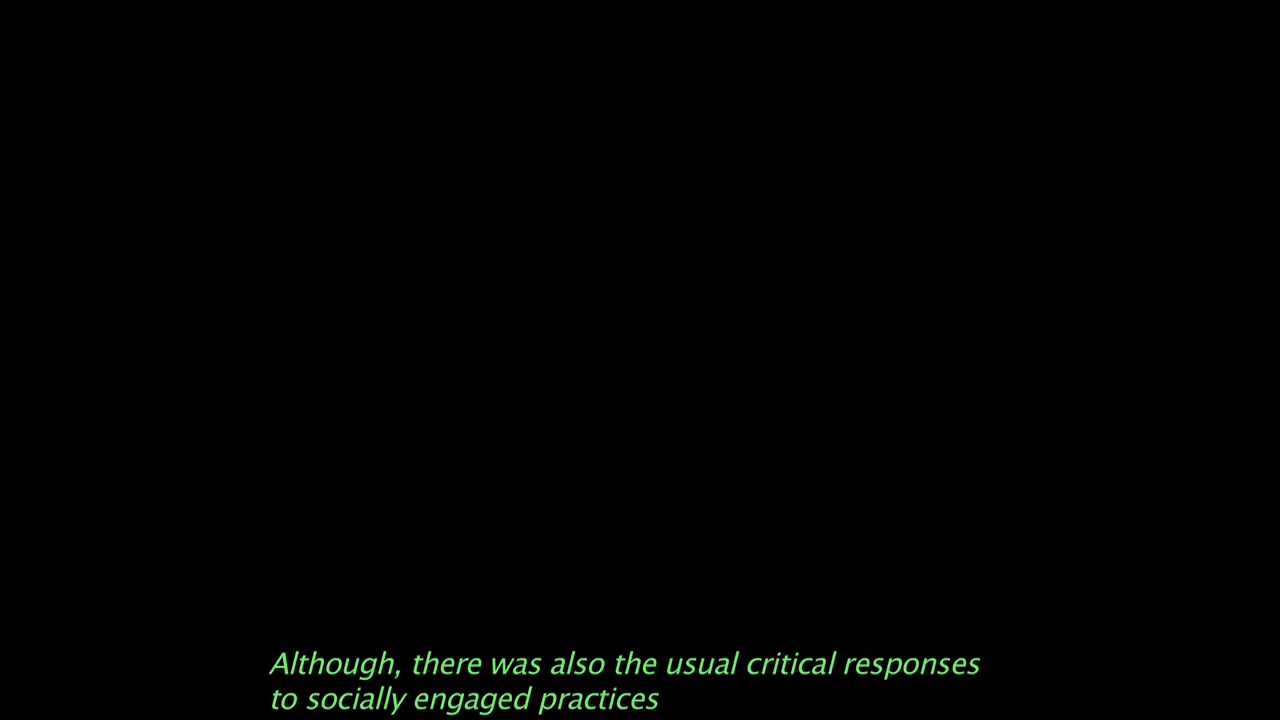 Although, there was also the usual critical responses
to socially engaged practices